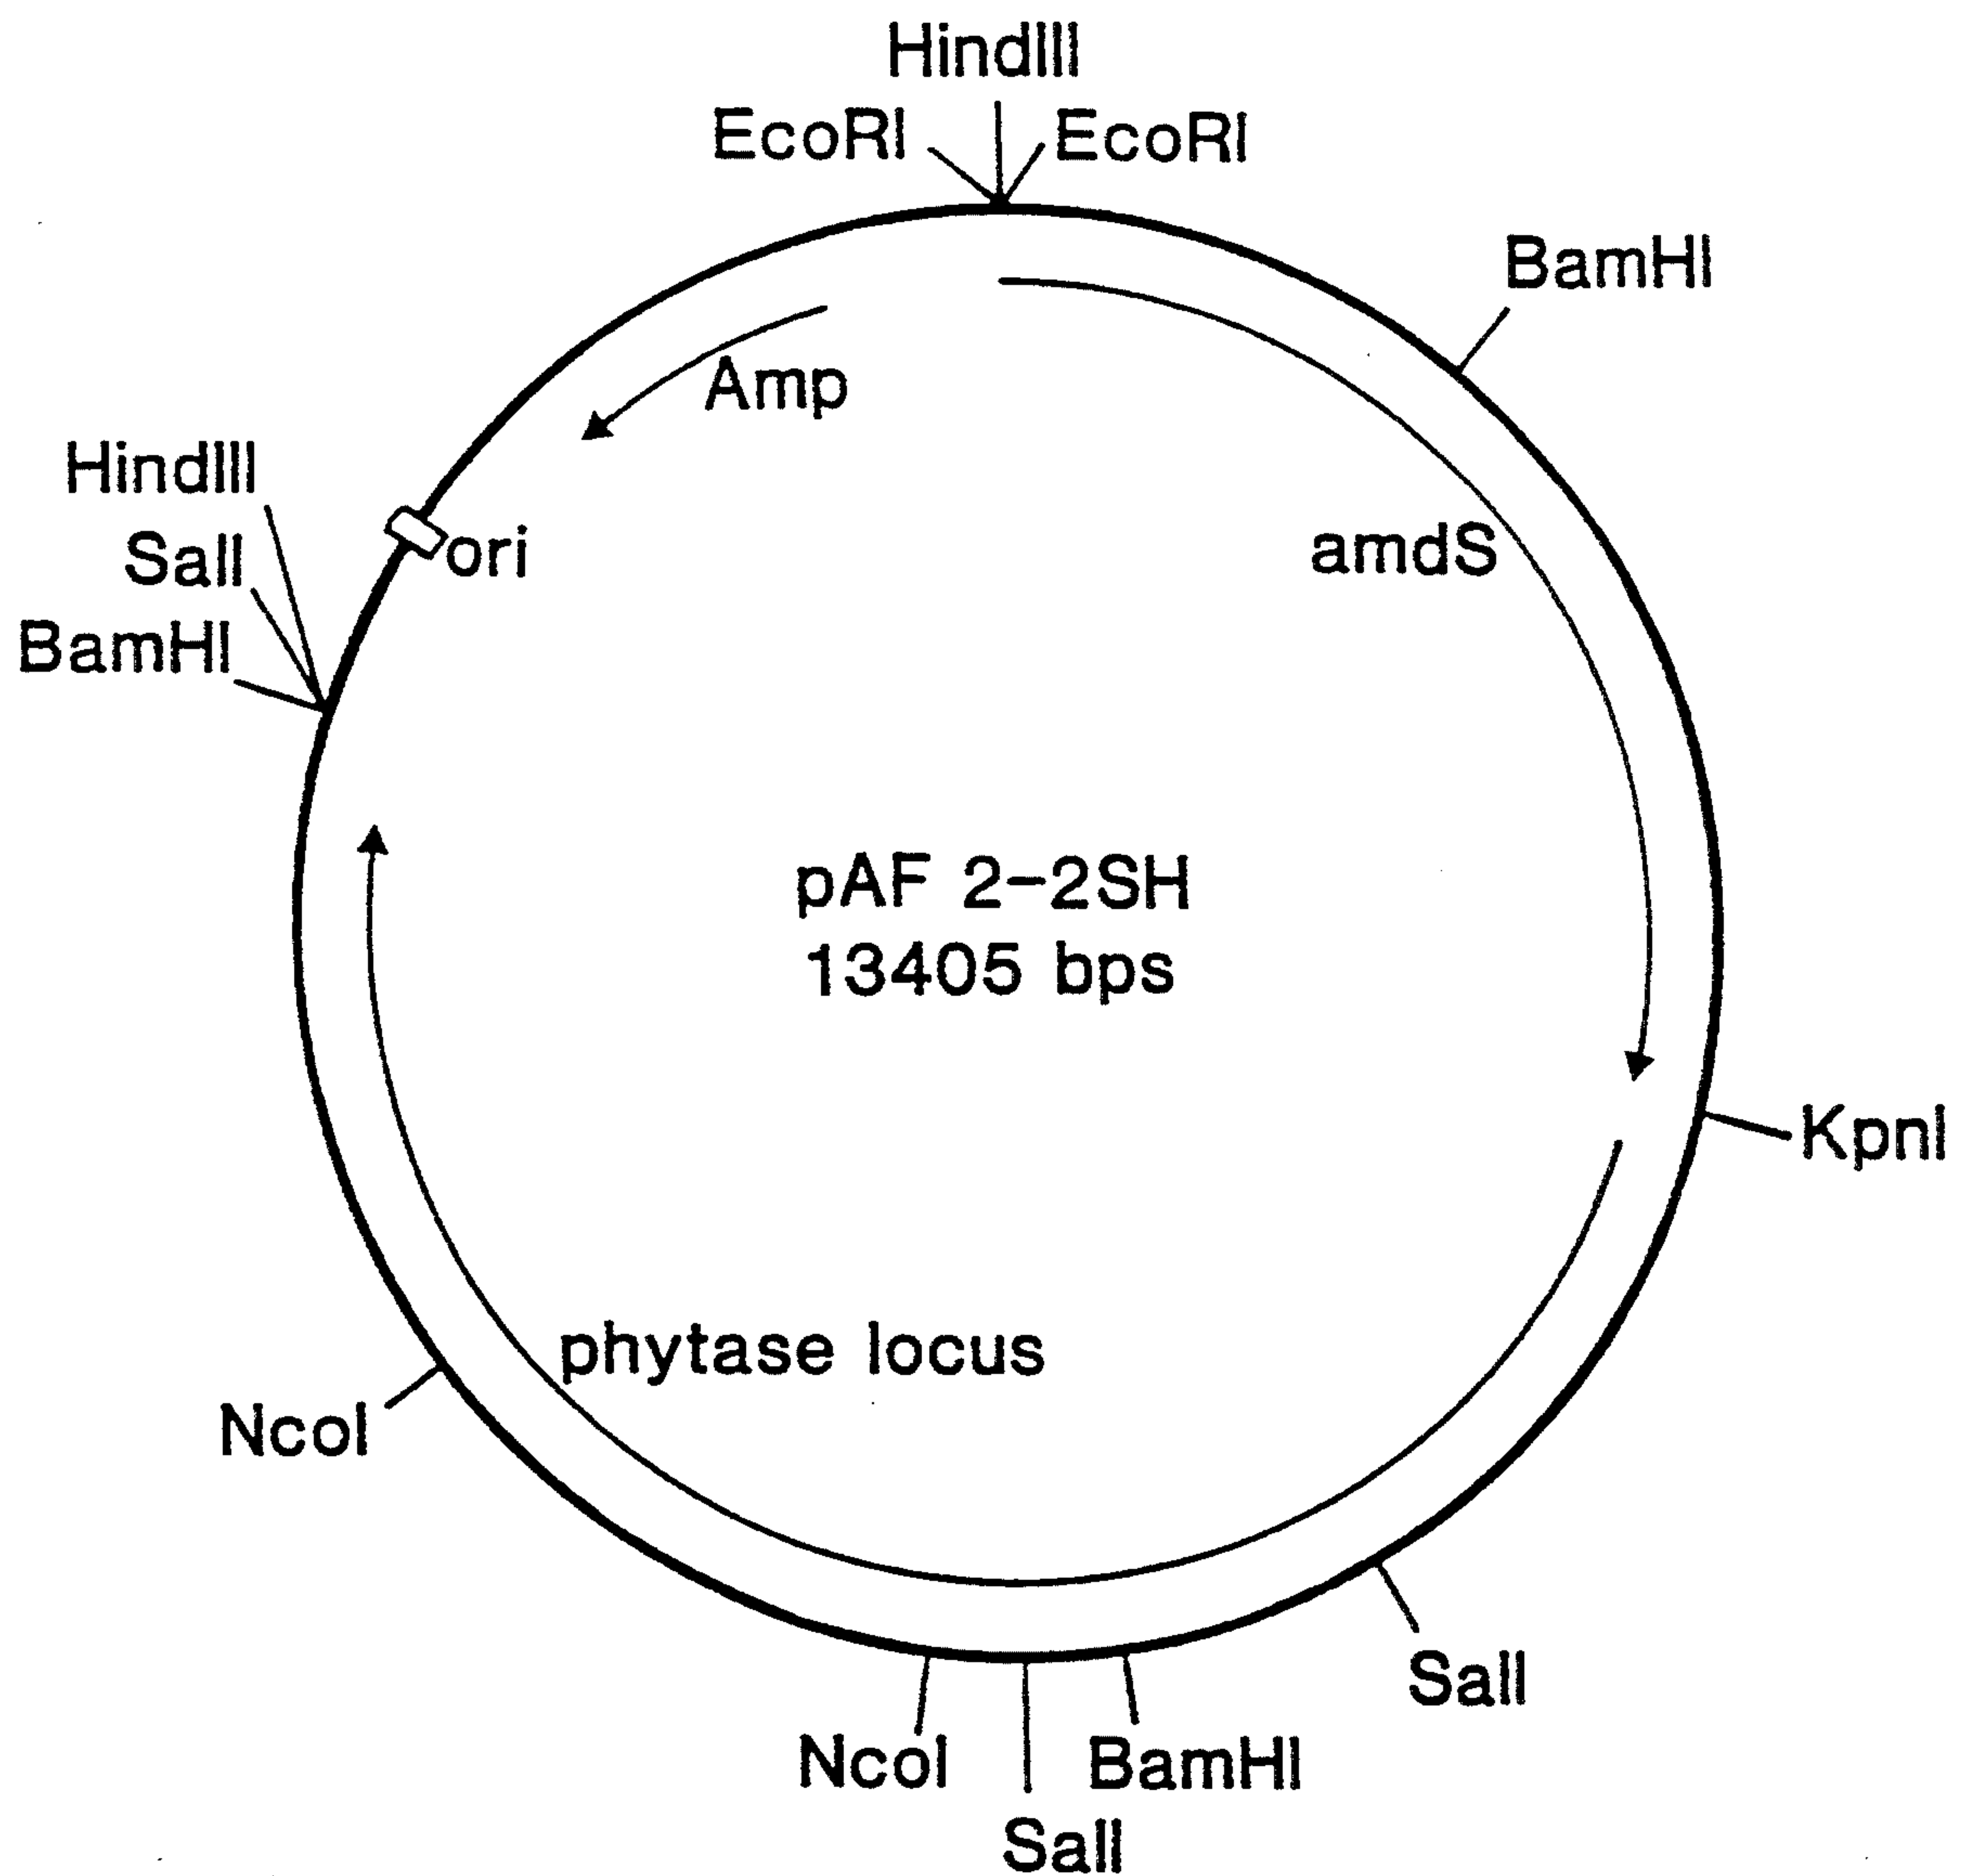 HindIII
EcoRI
EcoRI
BamHI
Amp
HindIII
SalI
ori
amdS
BamHI
pAF 2-2SH
13405 bps
KpnI
phytase locus
NcoI
SalI
NcoI
BamHI
SalI